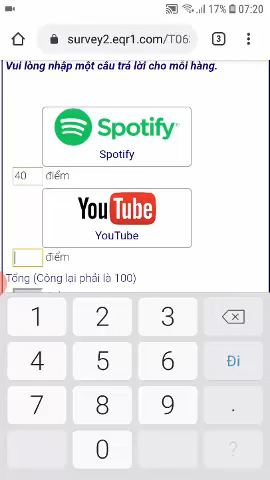 17% 07:20
survey2.eqr1.com/T06
3
Vui lòng nhập một câu trả lời cho mỗi hàng.
Spotify
Spotify
40 điểm
YouTube
YouTube
điểm
Tổng (Cộng lại phải là 100)
1 2 3
4 5 6 Đi
7 8 9 .
0 ?